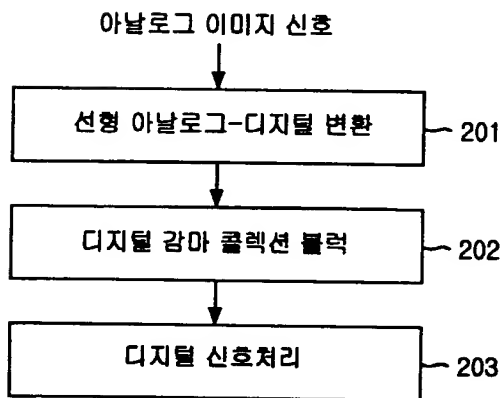 아날로그 이미지 신호
선형 아날로그-디지털 변환
201
디지털 감마 콜렉션 블럭
202
디지털 신호처리
203